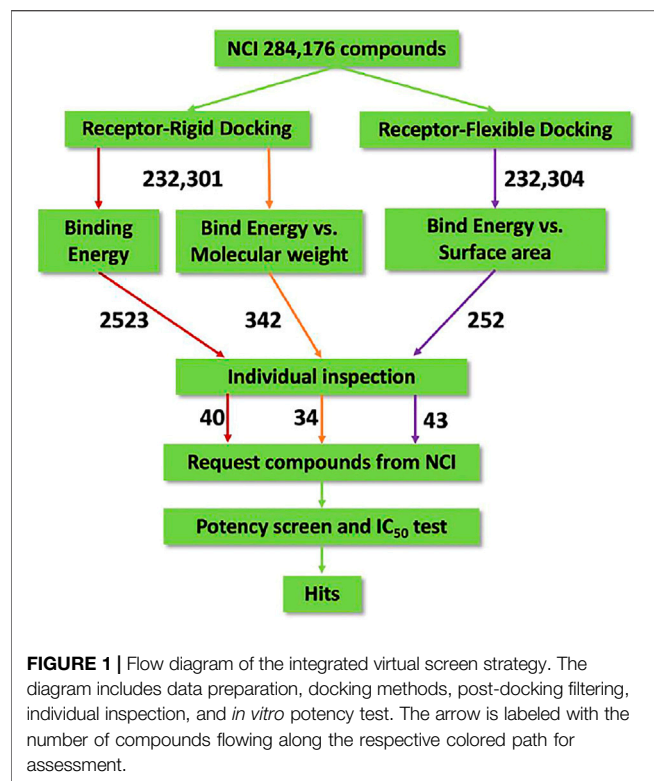 NCI 284,176 compounds
Receptor-Rigid Docking
Receptor-Flexible Docking
232,301
232,304
Binding
Energy
Bind Energy vs.
Molecular weight
Bind Energy vs.
Surface area
2523
342
252
Individual inspection
40
34
43
Request compounds from NCI
Potency screen and IC₅₀ test
Hits
FIGURE 1 | Flow diagram of the integrated virtual screen strategy. The
diagram includes data preparation, docking methods, post-docking filtering,
individual inspection, and in vitro potency test. The arrow is labeled with the
number of compounds flowing along the respective colored path for
assessment.